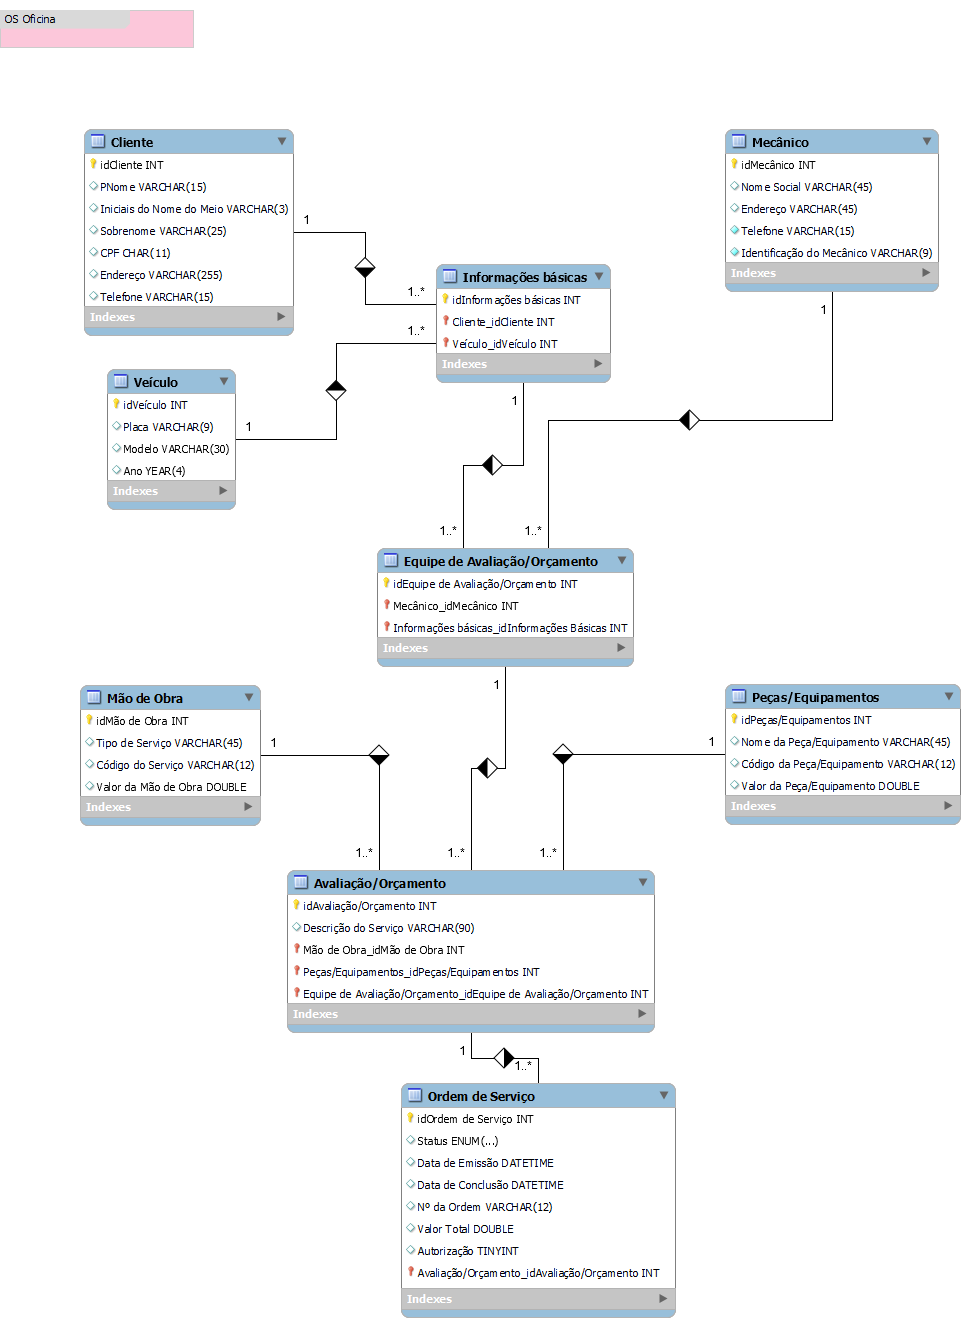 OS Oficina
Cliente
idCliente INT
PNome VARCHAR(15)
Iniciais do Nome do Meio VARCHAR(3)
Sobrenome VARCHAR(25)
CPF CHAR(11)
Endereço VARCHAR(255)
Telefone VARCHAR(15)
Indexes
Mecânico
idMecânico INT
Nome Social VARCHAR(45)
Endereço VARCHAR(45)
Telefone VARCHAR(15)
Identificação do Mecânico VARCHAR(9)
Indexes
1
1..*
Informações básicas
idInformações básicas INT
Cliente_idCliente INT
Veículo_idVeículo INT
Indexes
1..*
1
Veículo
idVeículo INT
Placa VARCHAR(9)
Modelo VARCHAR(30)
Ano YEAR(4)
Indexes
1
1
1..*
1..*
Equipe de Avaliação/Orçamento
idEquipe de Avaliação/Orçamento INT
Mecânico_idMecânico INT
Informações básicas_idInformações Básicas INT
Indexes
1
Mão de Obra
idMão de Obra INT
Tipo de Serviço VARCHAR(45)
Código do Serviço VARCHAR(12)
Valor da Mão de Obra DOUBLE
Indexes
1
Peças/Equipamentos
idPeças/Equipamentos INT
Nome da Peça/Equipamento VARCHAR(45)
Código da Peça/Equipamento VARCHAR(12)
Valor da Peça/Equipamento DOUBLE
Indexes
1
1..*
1..*
1..*
Avaliação/Orçamento
idAvaliação/Orçamento INT
Descrição do Serviço VARCHAR(90)
Mão de Obra_idMão de Obra INT
Peças/Equipamentos_idPeças/Equipamentos INT
Equipe de Avaliação/Orçamento_idEquipe de Avaliação/Orçamento INT
Indexes
1
1..*
Ordem de Serviço
idOrdem de Serviço INT
Status ENUM(...)
Data de Emissão DATETIME
Data de Conclusão DATETIME
Nº da Ordem VARCHAR(12)
Valor Total DOUBLE
Autorização TINYINT
Avaliação/Orçamento_idAvaliação/Orçamento INT
Indexes